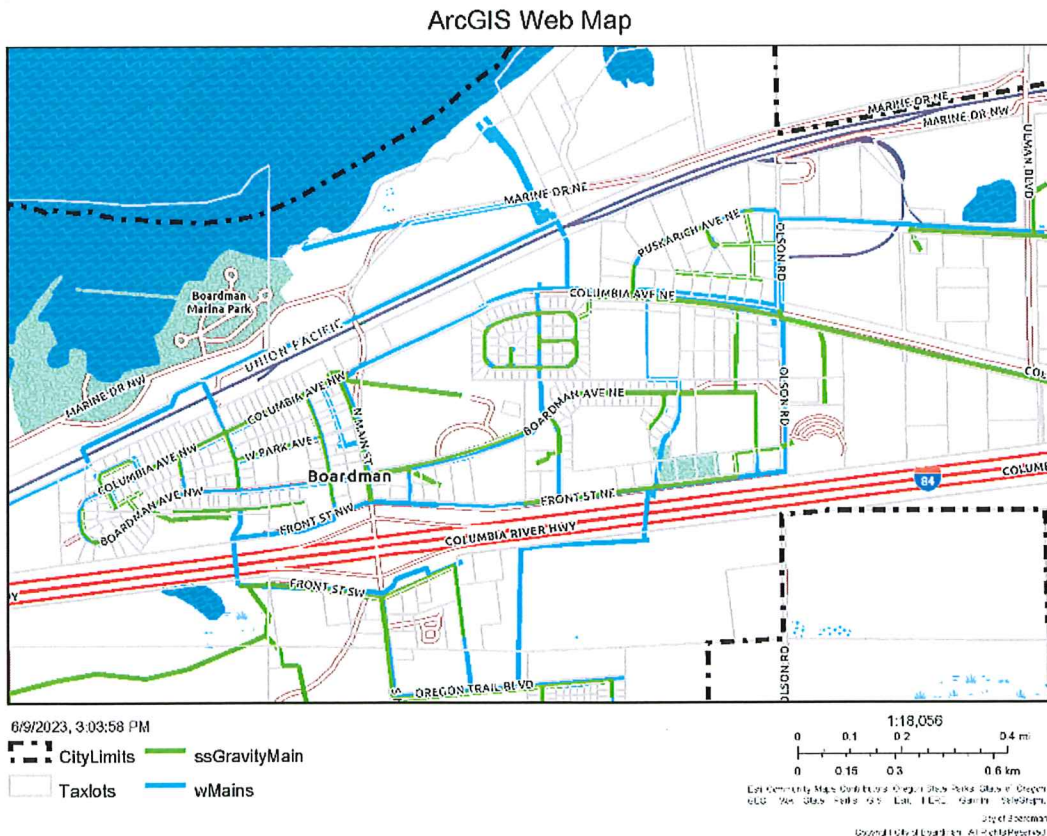 ArcGIS Web Map
MARINE DR NE
MARINE DR NW
ULMAN BLVD
MARINE DR NE
PUSKARICH AVE NE
OLSON RD
Boardman
Marina Park
COLUMBIA AVE NE
UNION PACIFIC
MARINE DR NW
COLUMBIA AVE NW
N MAIN ST
OLSON RD
BOARDMAN AVE NE
W PARK AVE
COLUMBIA AVE NW
Boardman
BOARDMAN AVE NW
FRONT ST NE
84
FRONT ST NW
COLUMBIA RIVER HWY
FRONT ST SW
OLSON RD
OREGON TRAIL BLVD
6/9/2023, 3:03:58 PM
CityLimits
ssGravityMain
Taxlots
wMains
1:18,056
0 0.1 0.2 0.4 mi
0 0.15 0.3 0.6 km
City of Boardman